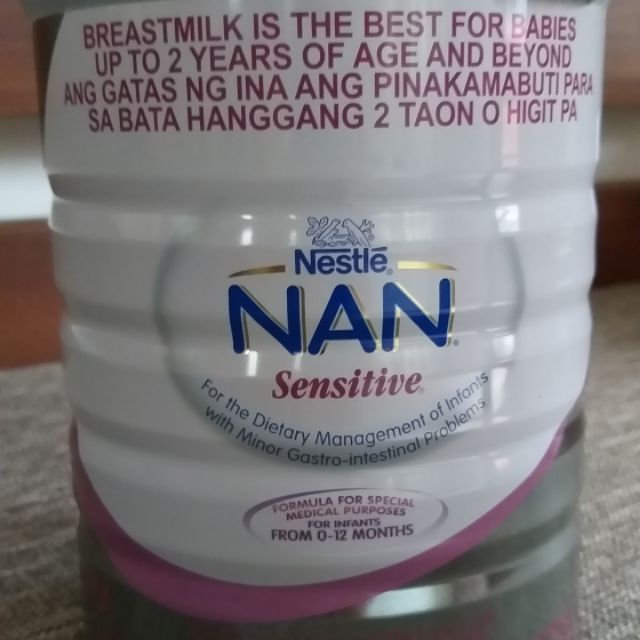 BREASTMILK IS THE BEST FOR BABIES
UP TO 2 YEARS OF AGE AND BEYOND
ANG GATAS NG INA ANG PINAKAMABUTI PARA
SA BATA HANGGANG 2 TAON O HIGIT PA
Nestlé®
NAN®
Sensitive®
For the Dietary Management of Infants
with Minor Gastro-intestinal Problems
FORMULA FOR SPECIAL
MEDICAL PURPOSES
FOR INFANTS
FROM 0-12 MONTHS